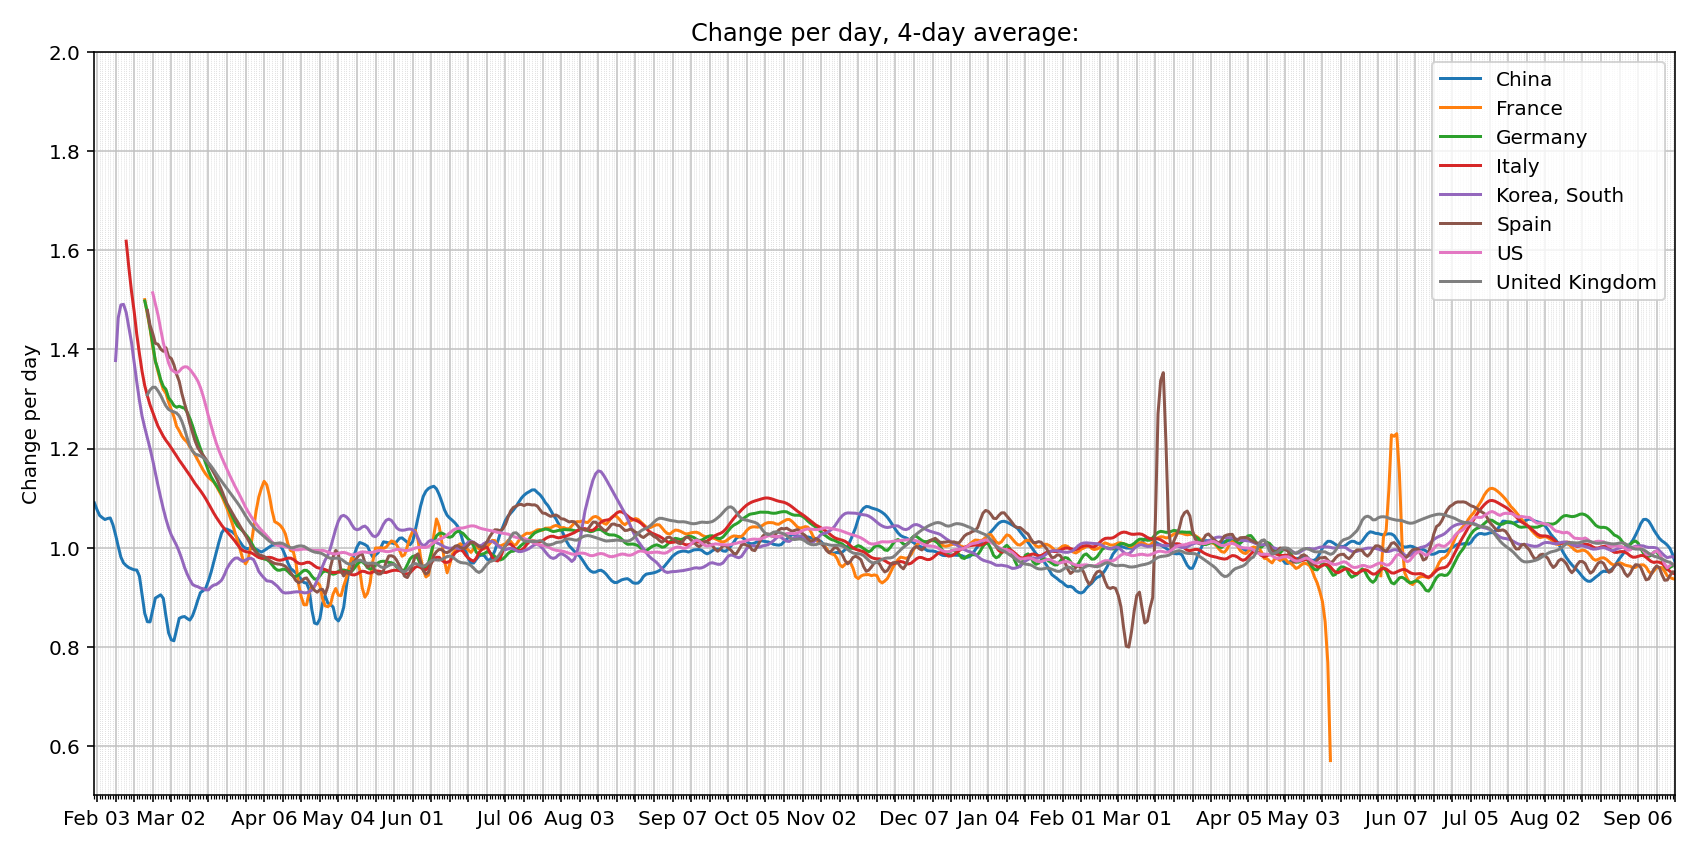 Change per day, 4-day average:
2.0
1.8
1.6
1.4
1.2
1.0
0.8
0.6
Change per day
China
France
Germany
Italy
Korea, South
Spain
US
United Kingdom
Feb 03 Mar 02 Apr 06 May 04 Jun 01 Jul 06 Aug 03 Sep 07 Oct 05 Nov 02 Dec 07 Jan 04 Feb 01 Mar 01 Apr 05 May 03 Jun 07 Jul 05 Aug 02 Sep 06